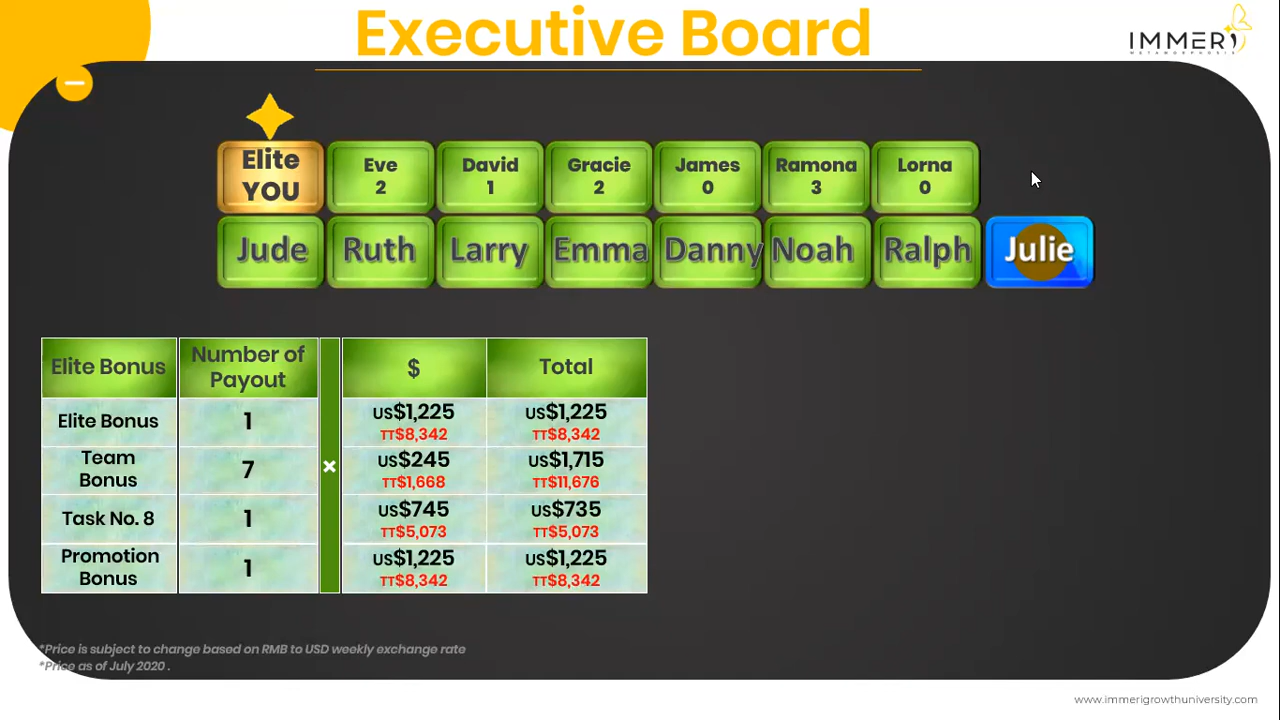 Executive Board
IMMERI
METAMORPHOSIS
Elite
YOU
Eve
2
David
1
Gracie
2
James
0
Ramona
3
Lorna
0
Jude
Ruth
Larry
Emma
Danny
Noah
Ralph
Julie
Elite Bonus
Number of
Payout
$
Total
Elite Bonus
1
US$1,225
TT$8,342
US$1,225
TT$8,342
Team
Bonus
7
×
US$245
TT$1,668
US$1,715
TT$11,676
Task No. 8
1
US$745
TT$5,073
US$735
TT$5,073
Promotion
Bonus
1
US$1,225
TT$8,342
US$1,225
TT$8,342
*Price is subject to change based on RMB to USD weekly exchange rate
*Price as of July 2020 .
www.immerigrowthuniversity.com